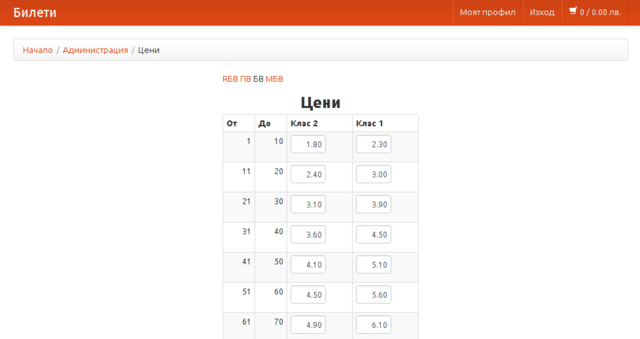 Билети Моят профил Изход 0 / 0.00 лв.
Начало / Администрация / Цени
RБВ ПВ БВ МБВ
Цени
От До Клас 2 Клас 1
1 10 1.80 2.30
11 20 2.40 3.00
21 30 3.10 3.90
31 40 3.60 4.50
41 50 4.10 5.10
51 60 4.50 5.60
61 70 4.90 6.10